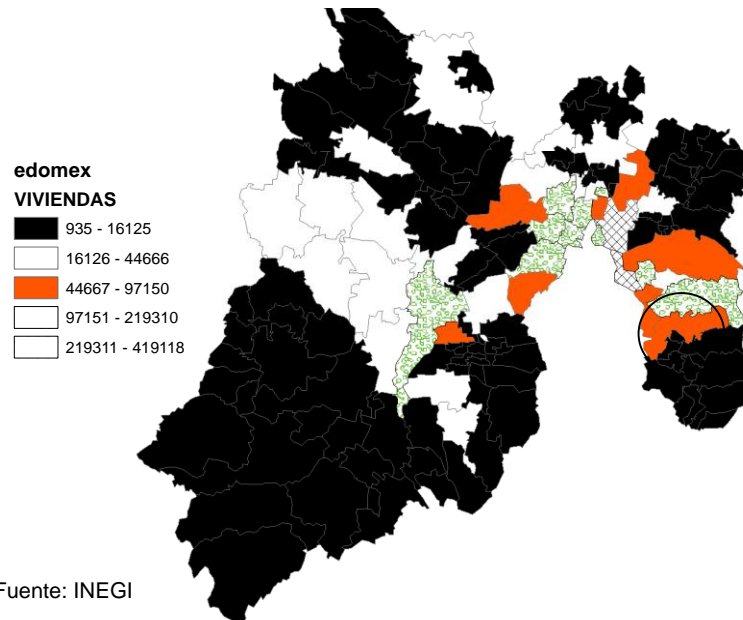 edomex
VIVIENDAS
935 - 16125
16126 - 44666
44667 - 97150
97151 - 219310
219311 - 419118
Fuente: INEGI